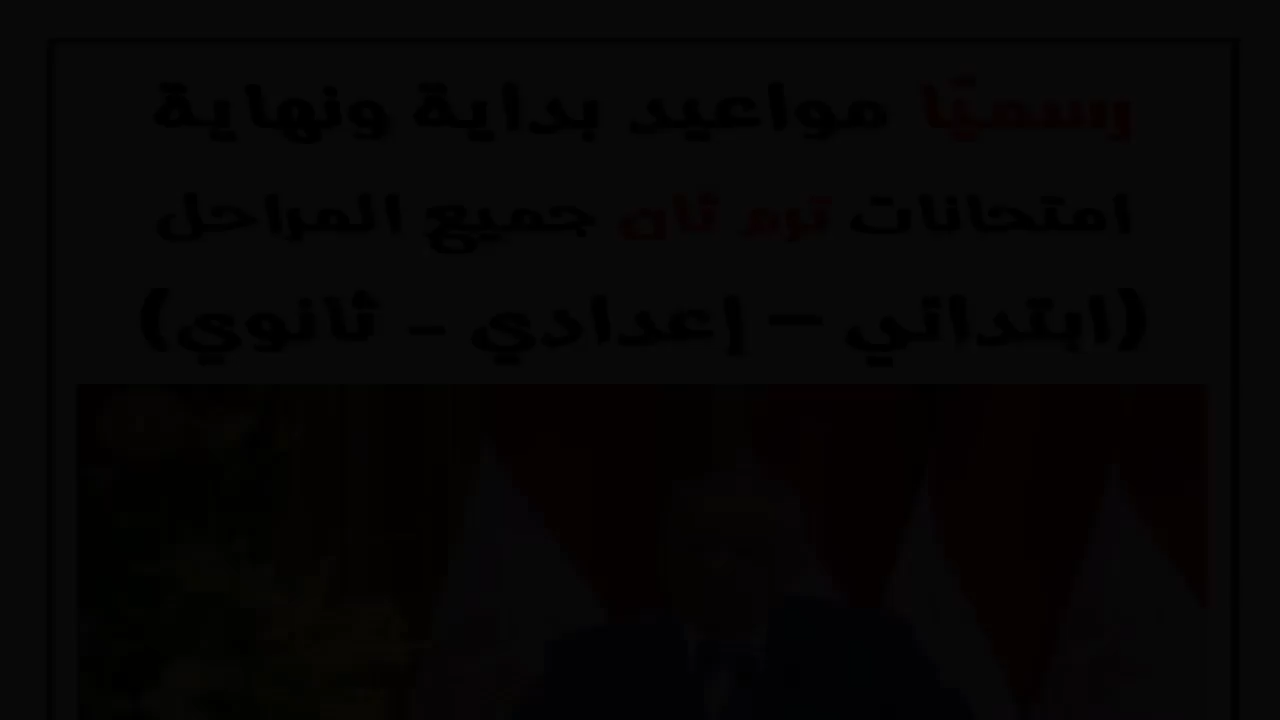 رسميًا مواعيد بداية ونهاية
امتحانات ترم ثان جميع المراحل
(ابتدائي – إعدادي - ثانوي)